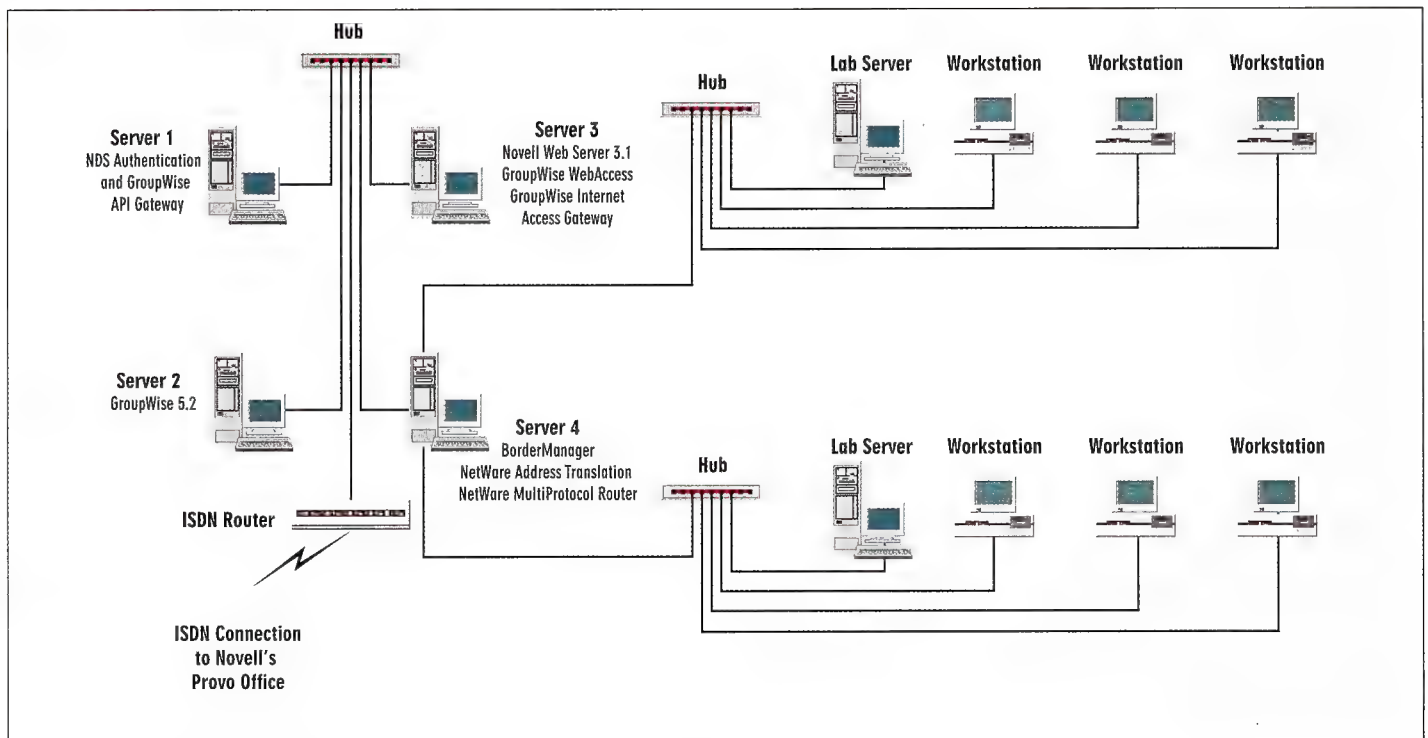 Hub
Server 1
NDS Authentication
and GroupWise
API Gateway
Server 3
Novell Web Server 3.1
GroupWise WebAccess
GroupWise Internet
Access Gateway
Hub
Lab Server
Workstation
Workstation
Workstation
Server 2
GroupWise 5.2
Server 4
BorderManager
NetWare Address Translation
NetWare MultiProtocol Router
Hub
Lab Server
Workstation
Workstation
Workstation
ISDN Router
ISDN Connection
to Novell's
Provo Office